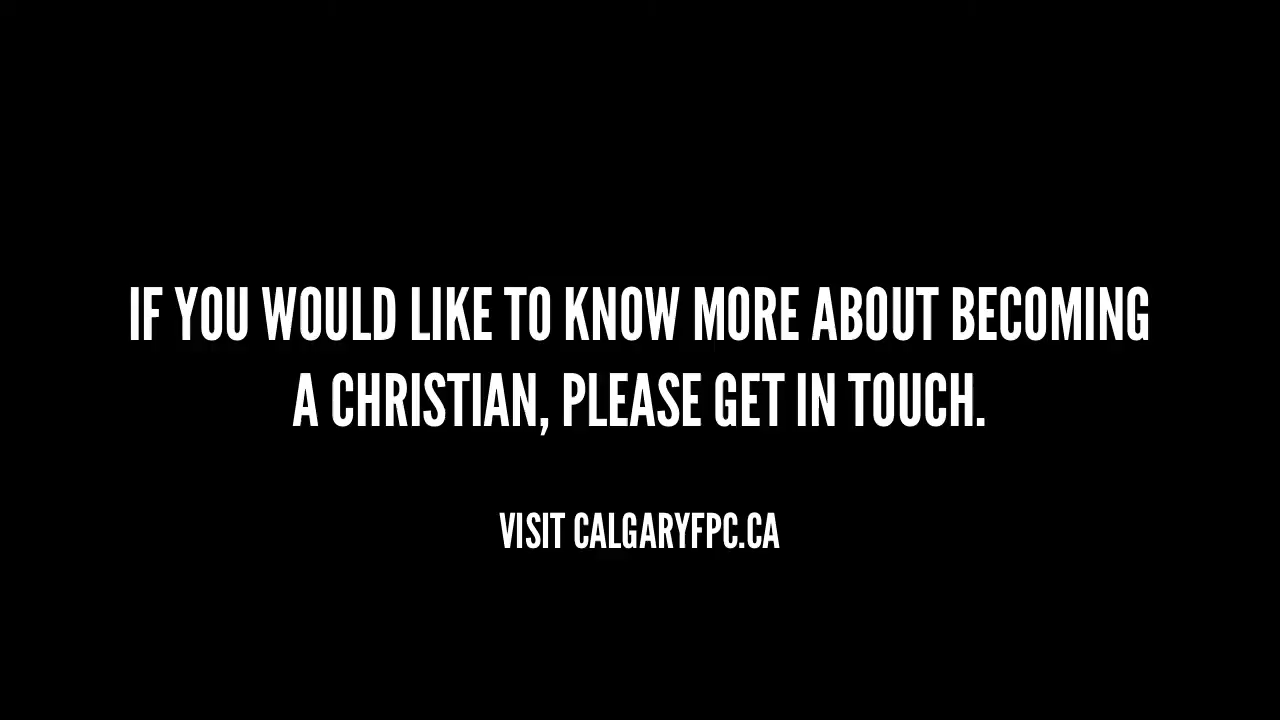 IF YOU WOULD LIKE TO KNOW MORE ABOUT BECOMING
A CHRISTIAN, PLEASE GET IN TOUCH.
VISIT CALGARYFPC.CA